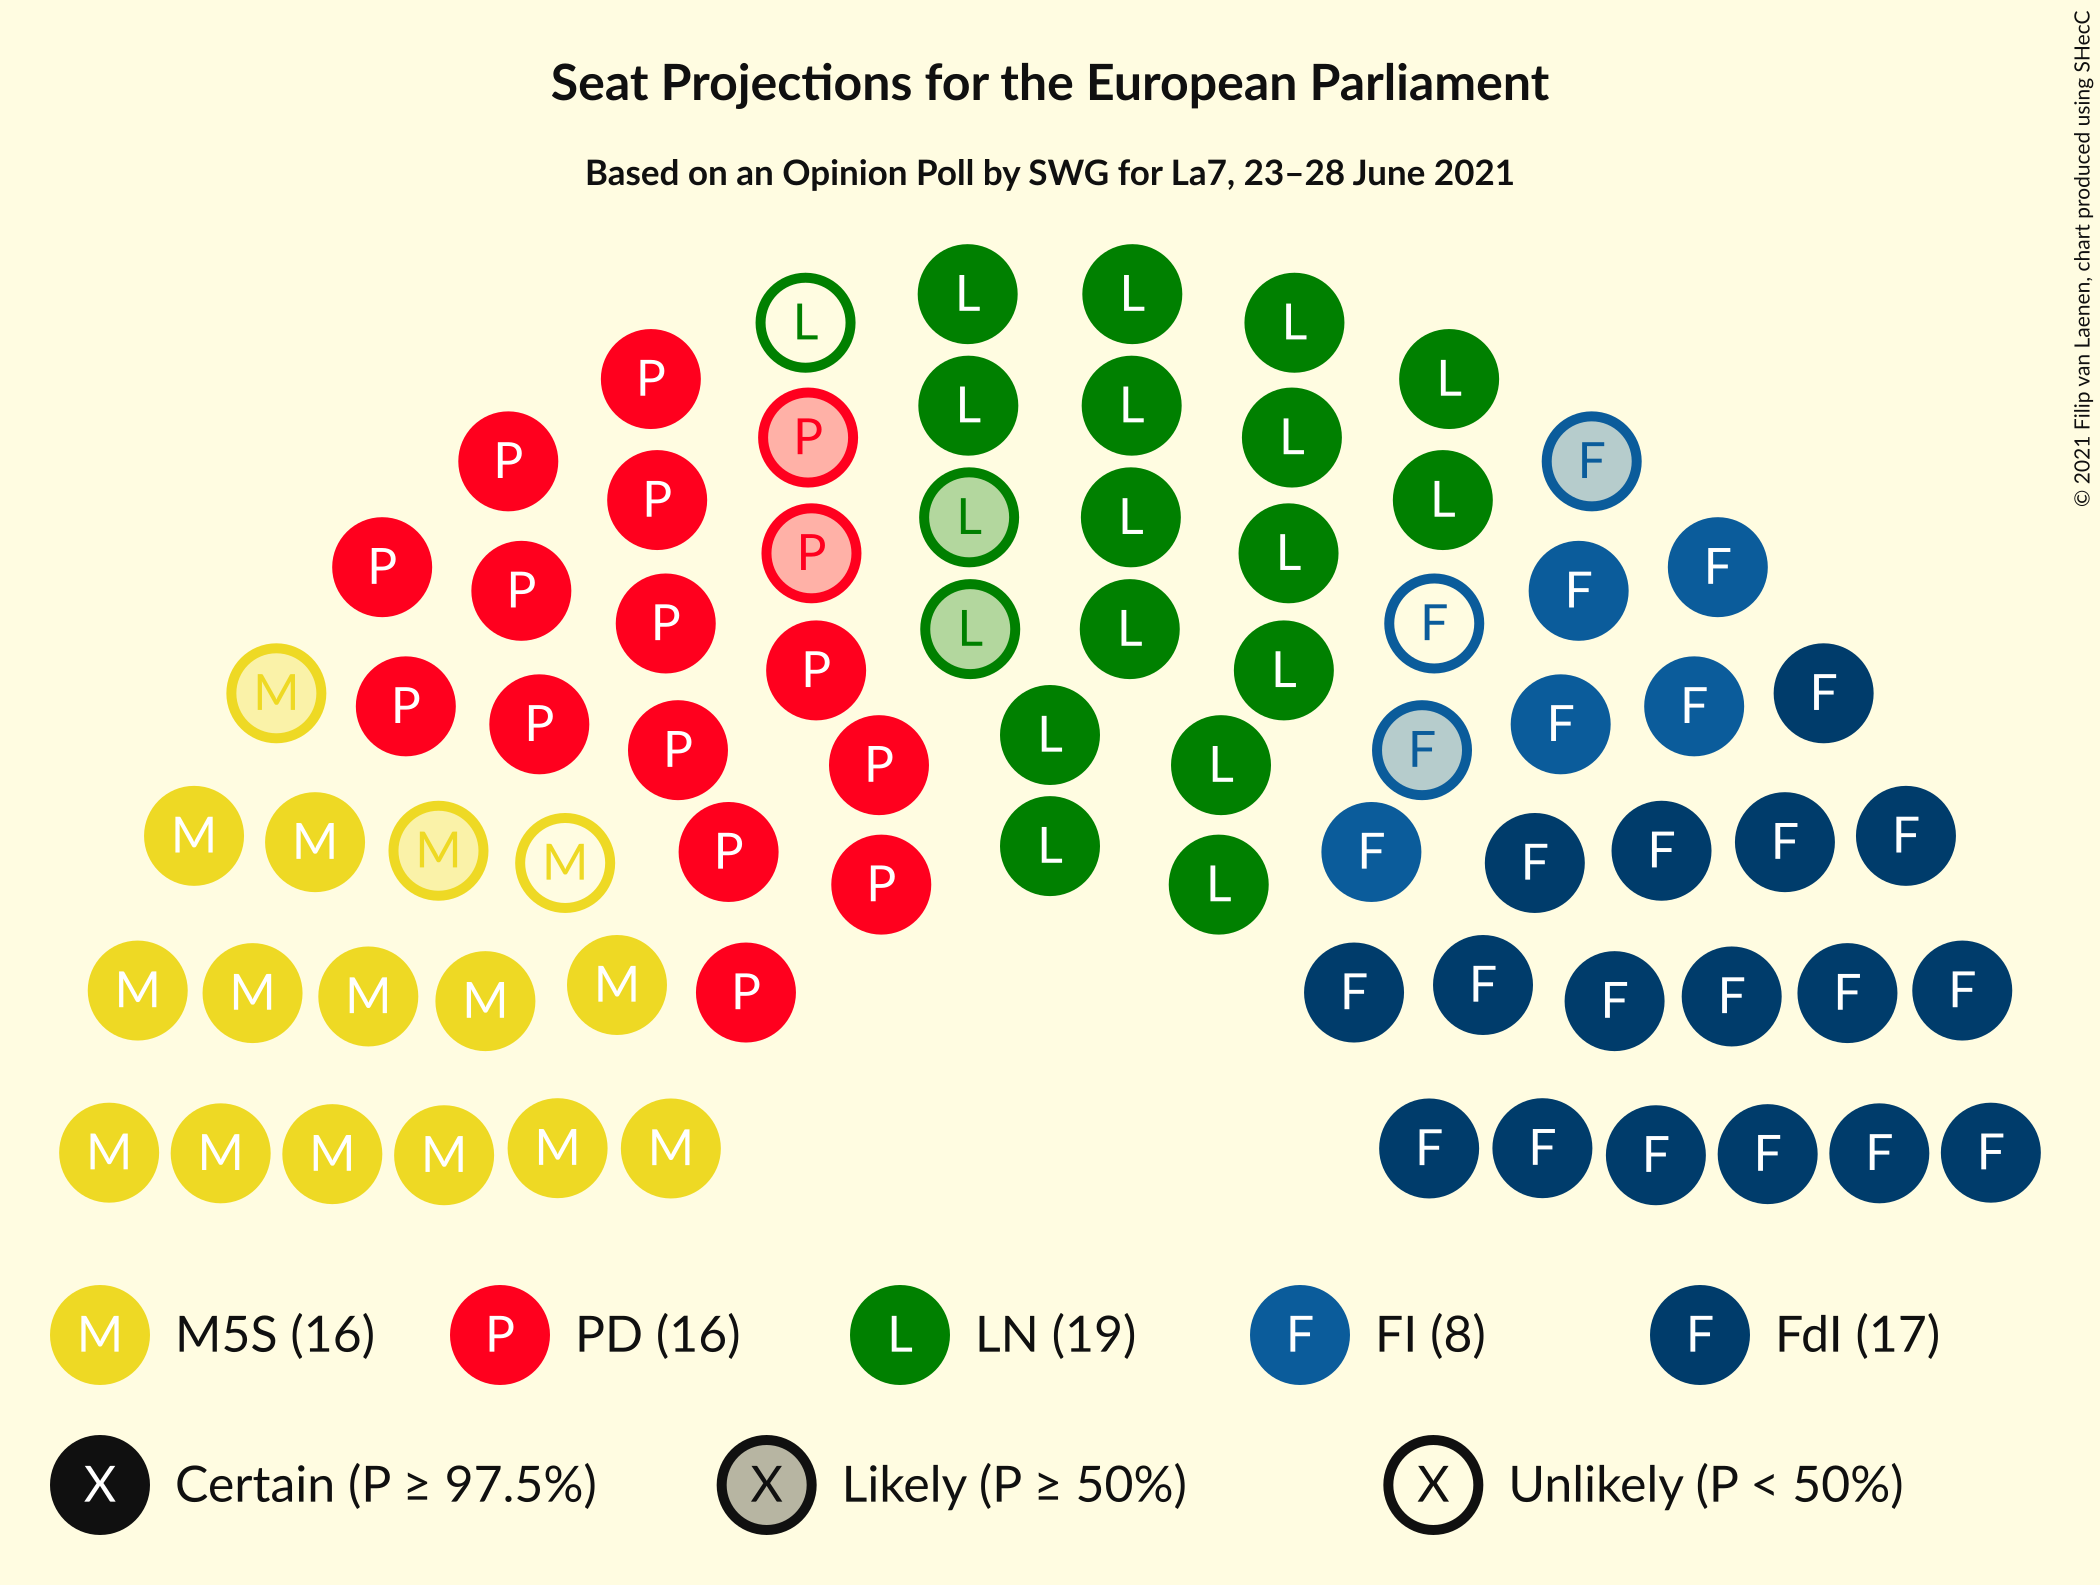 Seat Projections for the European Parliament
Based on an Opinion Poll by SWG for La7, 23–28 June 2021
© 2021 Filip van Laenen, chart produced using SHecC
L L
L L L
P L L
P L L L
P P L
P L L F
P L L
P L F F
P P F
M P P L L P L F F F F
P P L L F
M M M M P P L L F F F F F
P L
M M M M M P F F F F F F
M M M M M M F F F F F F
M M5S (16) P PD (16) L LN (19) F FI (8) F FdI (17)
X Certain (P ≥ 97.5%) X Likely (P ≥ 50%) X Unlikely (P < 50%)